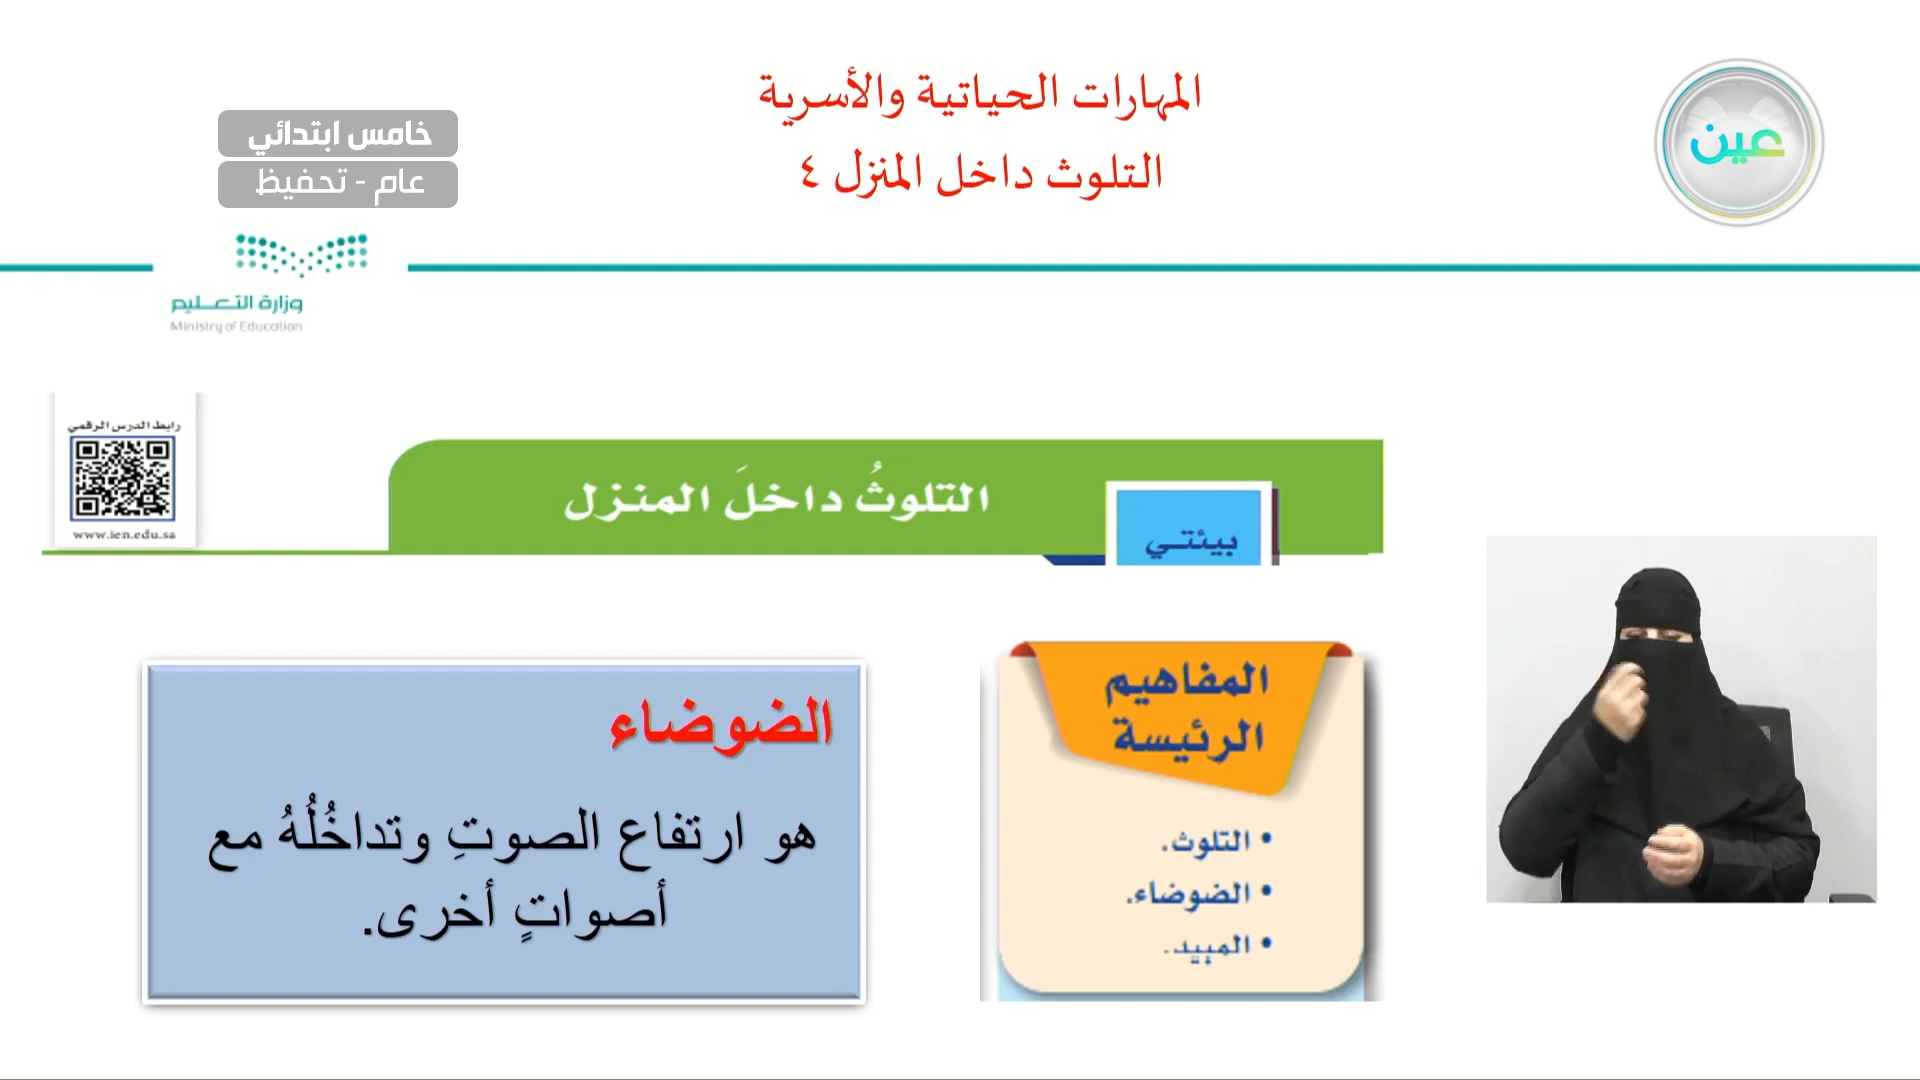 المهارات الحياتية والأسرية
التلوث داخل المنزل ٤
عين
خامس ابتدائي
عام - تحفيظ
وزارة التعليم
Ministry of Education
رابط الدرس الرقمي
www.ien.edu.sa
بيئتي
التلوثُ داخلَ المنزل
المفاهيم
الرئيسة
• التلوث.
• الضوضاء.
• المبيد.
الضوضاء
هو ارتفاع الصوتِ وتداخُلُهُ مع
أصواتٍ أخرى.